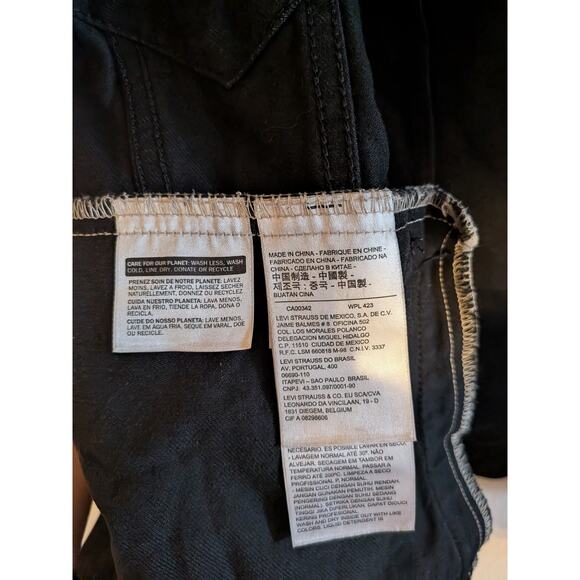 CARE FOR OUR PLANET: WASH LESS, WASH
COLD, LINE DRY, DONATE OR RECYCLE
PRENEZ SOIN DE NOTRE PLANÈTE: LAVEZ
MOINS, LAVEZ À FROID, LAISSEZ SÉCHER
NATURELLEMENT, DONNEZ OU RECYCLEZ
CUIDA NUESTRO PLANETA: LAVA MENOS,
LAVA EN FRIO, TIENDE LA ROPA, DONA O
RECICLA
CUIDE DO NOSSO PLANETA: LAVE MENOS,
LAVE EM ÁGUA FRIA, SEQUE EM VARAL, DOE
OU RECICLE.
MADE IN CHINA - FABRIQUE EN CHINE -
FABRICADO EN CHINA - FABRICADO NA
CHINA - СДЕЛАНО В КИТАЕ -
中国制造 - 中國製 -
제조국 : 중국 - 中国製 -
BUATAN CINA
CA00342 WPL 423
LEVI STRAUSS DE MEXICO, S.A. DE C.V.
JAIME BALMES # 8 OFICINA 502
COL. LOS MORALES POLANCO
DELEGACION MIGUEL HIDALGO
C.P. 11510 CIUDAD DE MEXICO
R.F.C. LSM 660818 M-98 C.N.I.V. 3337
LEVI STRAUSS DO BRASIL
AV. PORTUGAL, 400
06690-110
ITAPEVI – SAO PAULO BRASIL
CNPJ: 43.351.097/0001-90
LEVI STRAUSS & CO. EU SCA/CVA
LEONARDO DA VINCILAAN, 19 - D
1831 DIEGEM, BELGIUM
CIF A 08298606
NECESÁRIO. É POSSÍVEL LAVAR EM SECO.
- LAVAGEM NORMAL ATÉ 30º. NÃO
ALVEJAR. SECAGEM EM TAMBOR EM
TEMPERATURA NORMAL. PASSAR A
FERRO ATÉ 200ºC. LIMPEZA A SECO
PROFISSIONAL P. NORMAL
- MESIN CUCI DENGAN SUHU RENDAH.
JANGAN GUNAKAN PEMUTIH. MESIN
PENGERING DENGAN SUHU SEDANG
(NORMAL). SETRIKA DENGAN SUHU
TINGGI JIKA DIPERLUKAN. DAPAT DICUCI
KERING PROFESIONAL
WASH AND DRY INSIDE OUT WITH LIKE
COLORS. LIQUID DETERGENT IS